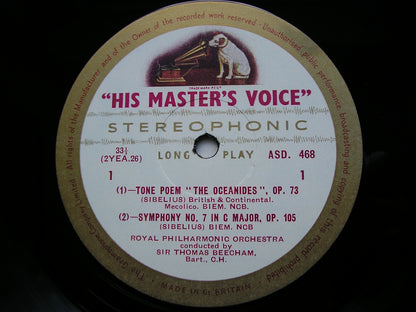 All rights of the Manufacturer and of the Owner of the recorded work reserved — Unauthorised public performance, broadcasting and copying of this record prohibited
The Gramophone Company Limited.
TRADE MARK
"HIS MASTER'S VOICE"
STEREOPHONIC
33⅓
(2YEA.26)
LONG PLAY
ASD. 468
1
1
(1)—TONE POEM "THE OCEANIDES", OP. 73
(SIBELIUS) British & Continental.
Mecolico. BIEM. NCB
(2)—SYMPHONY NO. 7 IN C MAJOR, OP. 105
(SIBELIUS) BIEM. NCB
ROYAL PHILHARMONIC ORCHESTRA
conducted by
SIR THOMAS BEECHAM,
Bart., C.H.
MADE IN GT BRITAIN